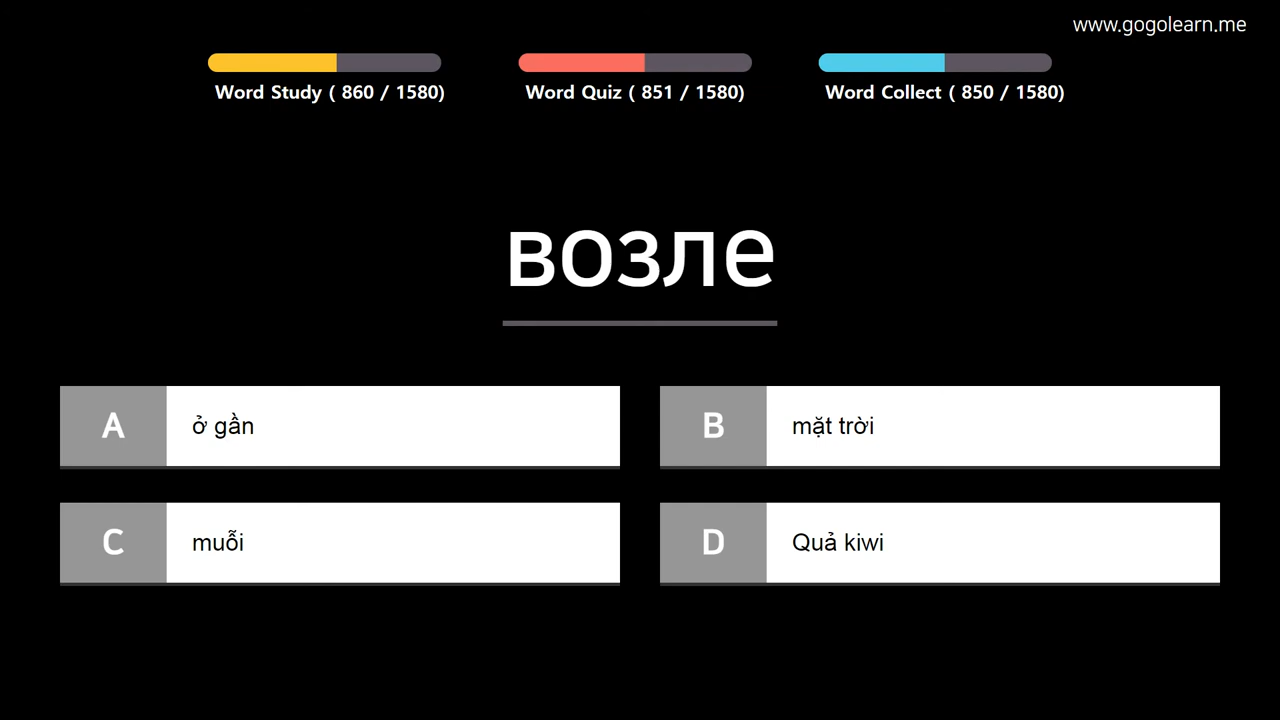 www.gogolearn.me
Word Study ( 860 / 1580)
Word Quiz ( 851 / 1580)
Word Collect ( 850 / 1580)
возле
A ở gần
B mặt trời
C muỗi
D Quả kiwi